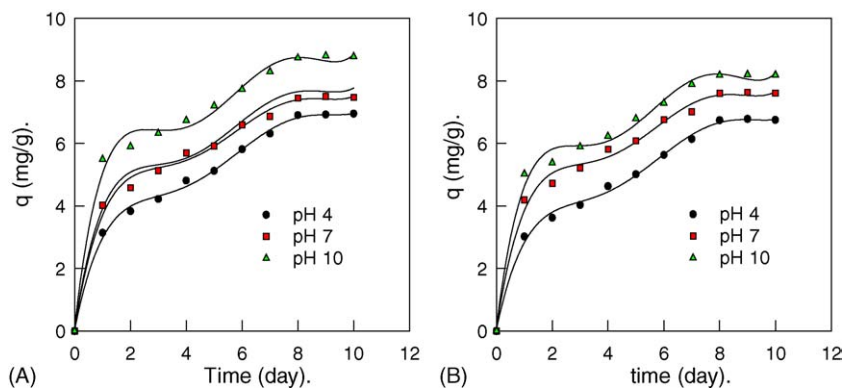 10
8
6
4
2
0
q (mg/g).
pH 4
pH 7
pH 10
0 2 4 6 8 10 12
(A) Time (day).
10
8
6
4
2
0
q (mg/g).
pH 4
pH 7
pH 10
0 2 4 6 8 10 12
(B) time (day).